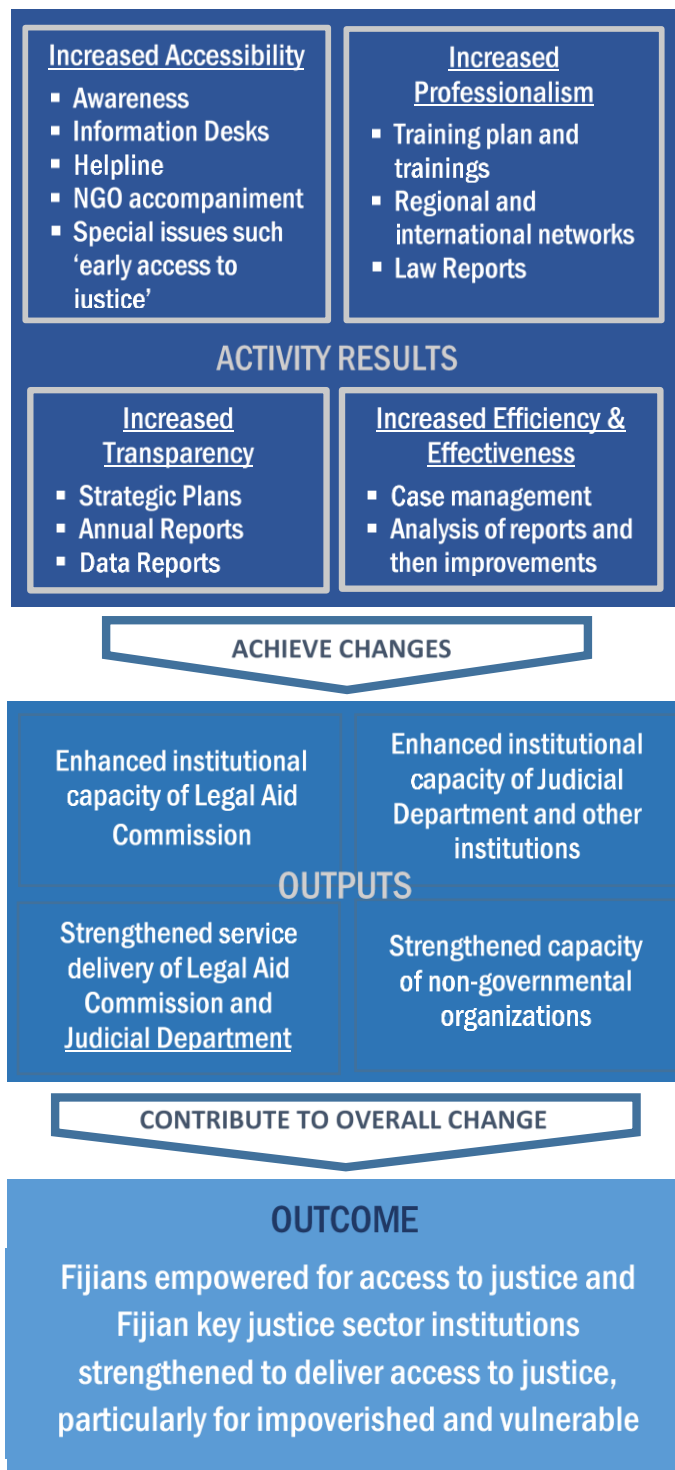 Increased Accessibility
▪ Awareness
▪ Information Desks
▪ Helpline
▪ NGO accompaniment
▪ Special issues such
‘early access to
justice’
Increased
Professionalism
▪ Training plan and
trainings
▪ Regional and
international networks
▪ Law Reports
ACTIVITY RESULTS
Increased
Transparency
▪ Strategic Plans
▪ Annual Reports
▪ Data Reports
Increased Efficiency &
Effectiveness
▪ Case management
▪ Analysis of reports and
then improvements
ACHIEVE CHANGES
Enhanced institutional
capacity of Legal Aid
Commission
Enhanced institutional
capacity of Judicial
Department and other
institutions
OUTPUTS
Strengthened service
delivery of Legal Aid
Commission and
Judicial Department
Strengthened capacity
of non-governmental
organizations
CONTRIBUTE TO OVERALL CHANGE
OUTCOME
Fijians empowered for access to justice and
Fijian key justice sector institutions
strengthened to deliver access to justice,
particularly for impoverished and vulnerable